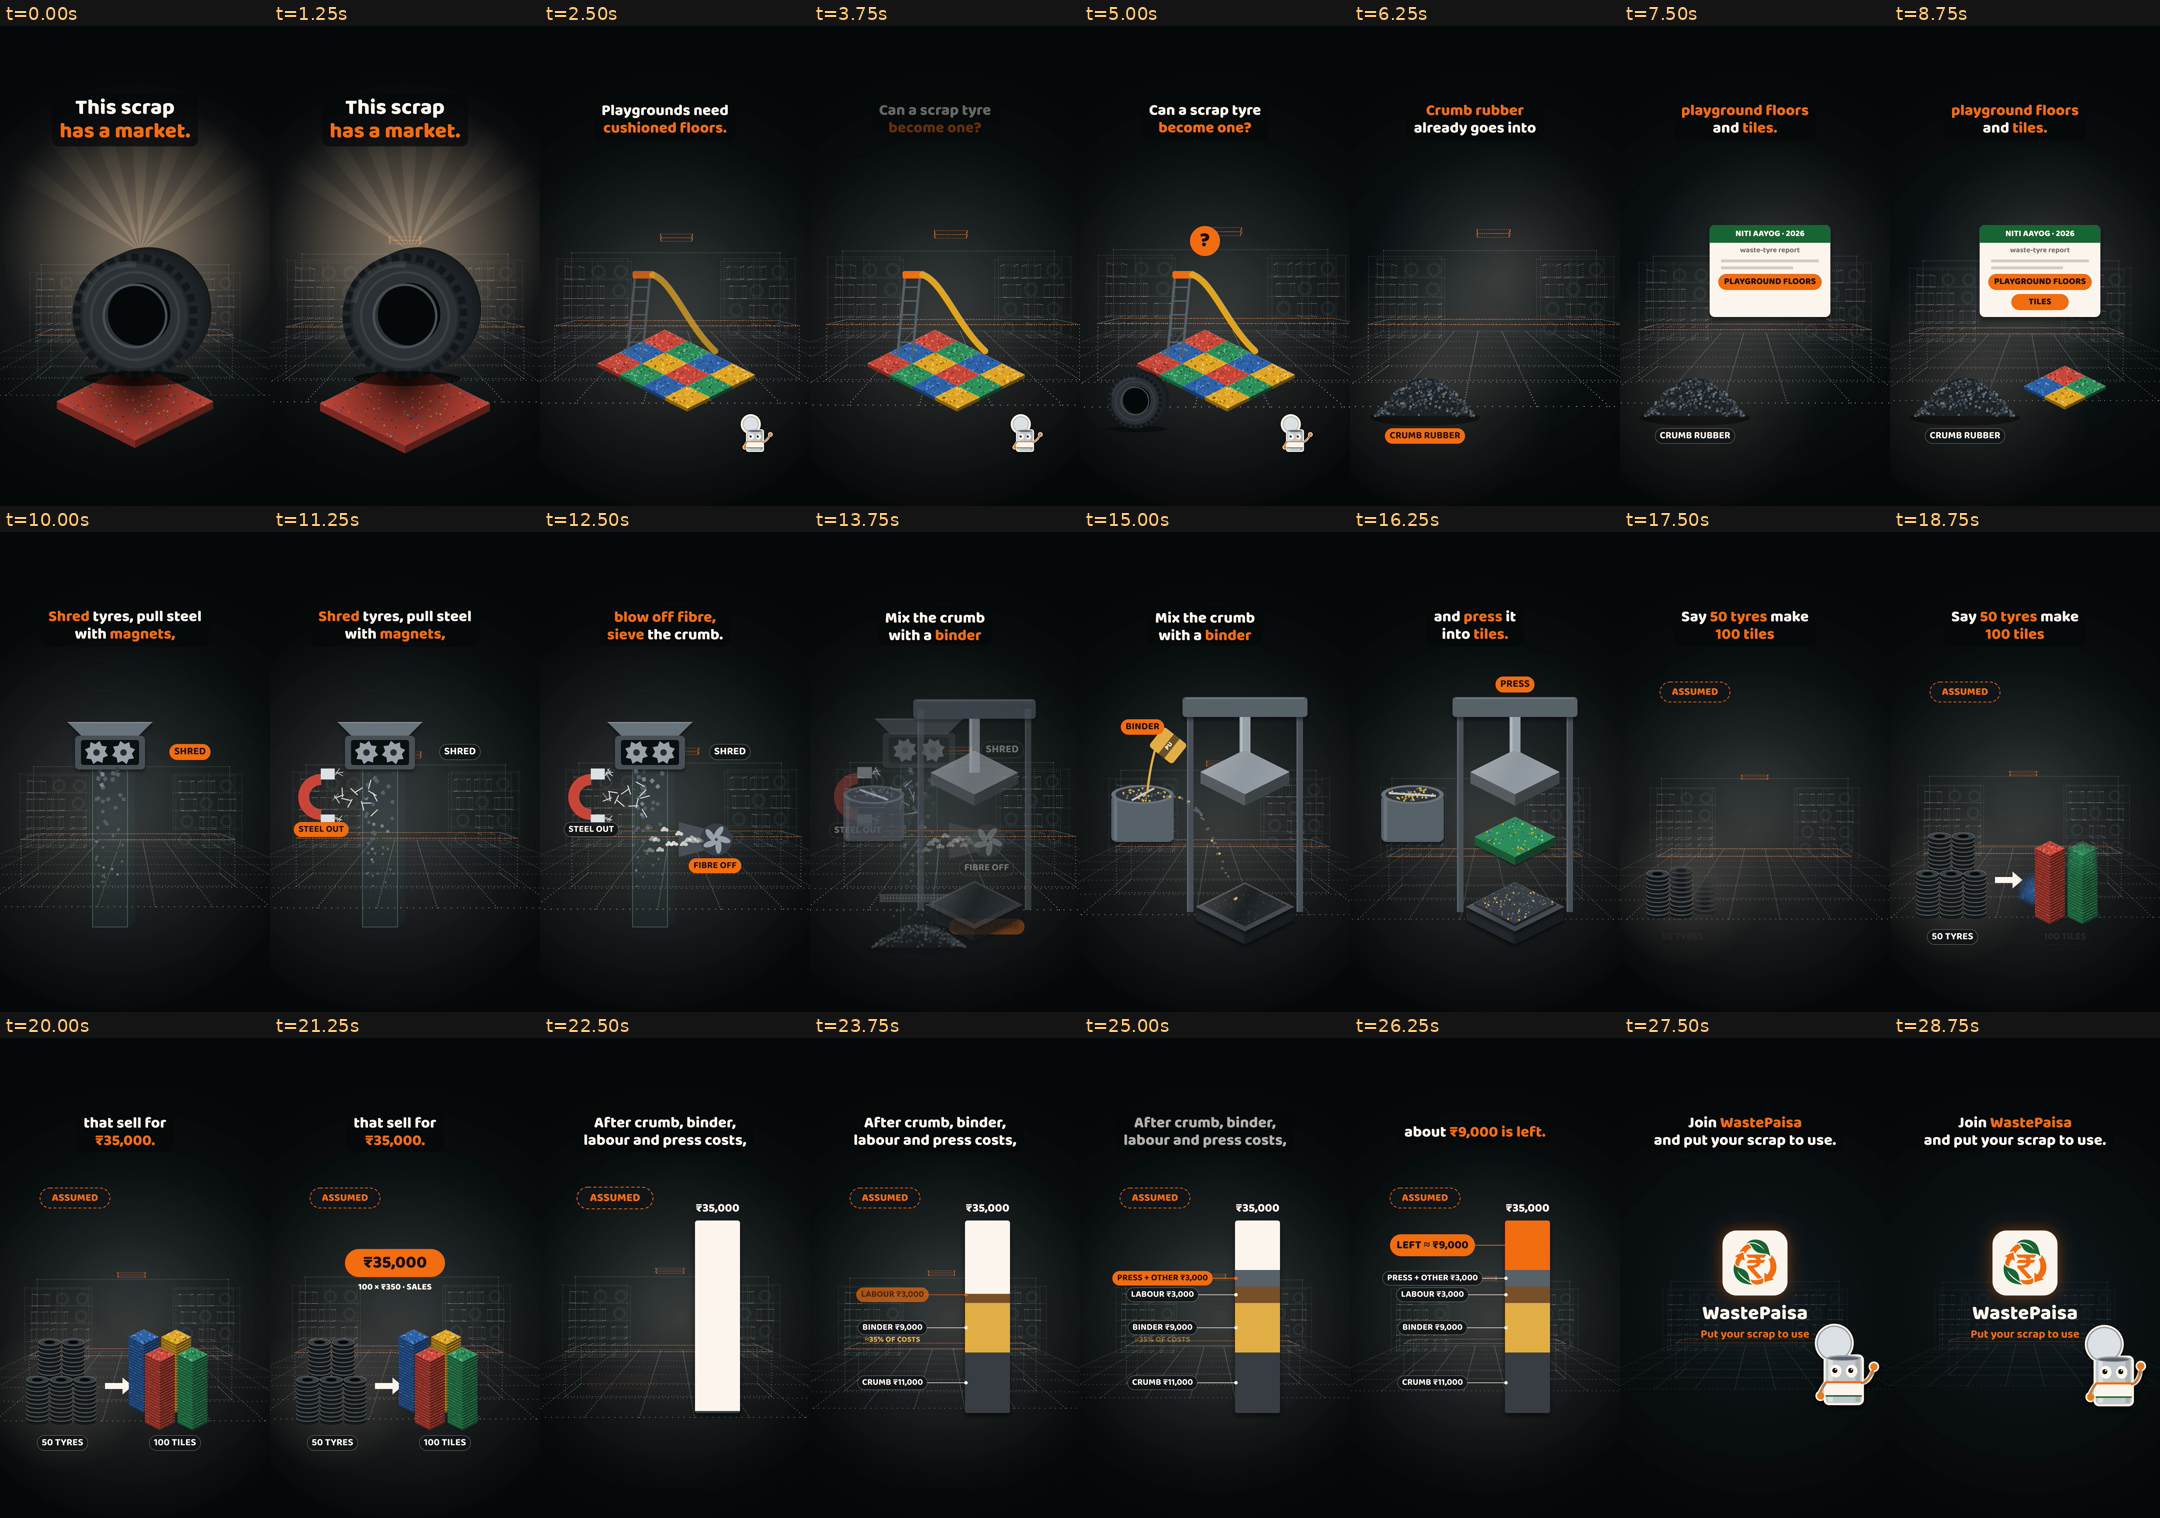 t=0.00s
This scrap
has a market.
t=1.25s
This scrap
has a market.
t=2.50s
Playgrounds need
cushioned floors.
t=3.75s
Can a scrap tyre
become one?
t=5.00s
Can a scrap tyre
become one?
?
t=6.25s
Crumb rubber
already goes into
CRUMB RUBBER
t=7.50s
playground floors
and tiles.
NITI AAYOG · 2026
waste-tyre report
PLAYGROUND FLOORS
CRUMB RUBBER
t=8.75s
playground floors
and tiles.
NITI AAYOG · 2026
waste-tyre report
PLAYGROUND FLOORS
TILES
CRUMB RUBBER
t=10.00s
Shred tyres, pull steel
with magnets,
SHRED
t=11.25s
Shred tyres, pull steel
with magnets,
SHRED
STEEL OUT
t=12.50s
blow off fibre,
sieve the crumb.
SHRED
STEEL OUT
FIBRE OFF
t=13.75s
Mix the crumb
with a binder
SHRED
STEEL OUT
FIBRE OFF
t=15.00s
Mix the crumb
with a binder
BINDER
PU
t=16.25s
and press it
into tiles.
PRESS
t=17.50s
Say 50 tyres make
100 tiles
ASSUMED
50 TYRES
t=18.75s
Say 50 tyres make
100 tiles
ASSUMED
50 TYRES
100 TILES
t=20.00s
that sell for
₹35,000.
ASSUMED
50 TYRES
100 TILES
t=21.25s
that sell for
₹35,000.
ASSUMED
₹35,000
100 × ₹350 · SALES
50 TYRES
100 TILES
t=22.50s
After crumb, binder,
labour and press costs,
ASSUMED
₹35,000
t=23.75s
After crumb, binder,
labour and press costs,
ASSUMED
₹35,000
LABOUR ₹3,000
BINDER ₹9,000
≈35% OF COSTS
CRUMB ₹11,000
t=25.00s
After crumb, binder,
labour and press costs,
ASSUMED
₹35,000
PRESS + OTHER ₹3,000
LABOUR ₹3,000
BINDER ₹9,000
≈35% OF COSTS
CRUMB ₹11,000
t=26.25s
about ₹9,000 is left.
ASSUMED
₹35,000
LEFT ≈ ₹9,000
PRESS + OTHER ₹3,000
LABOUR ₹3,000
BINDER ₹9,000
CRUMB ₹11,000
t=27.50s
Join WastePaisa
and put your scrap to use.
WastePaisa
Put your scrap to use
t=28.75s
Join WastePaisa
and put your scrap to use.
WastePaisa
Put your scrap to use